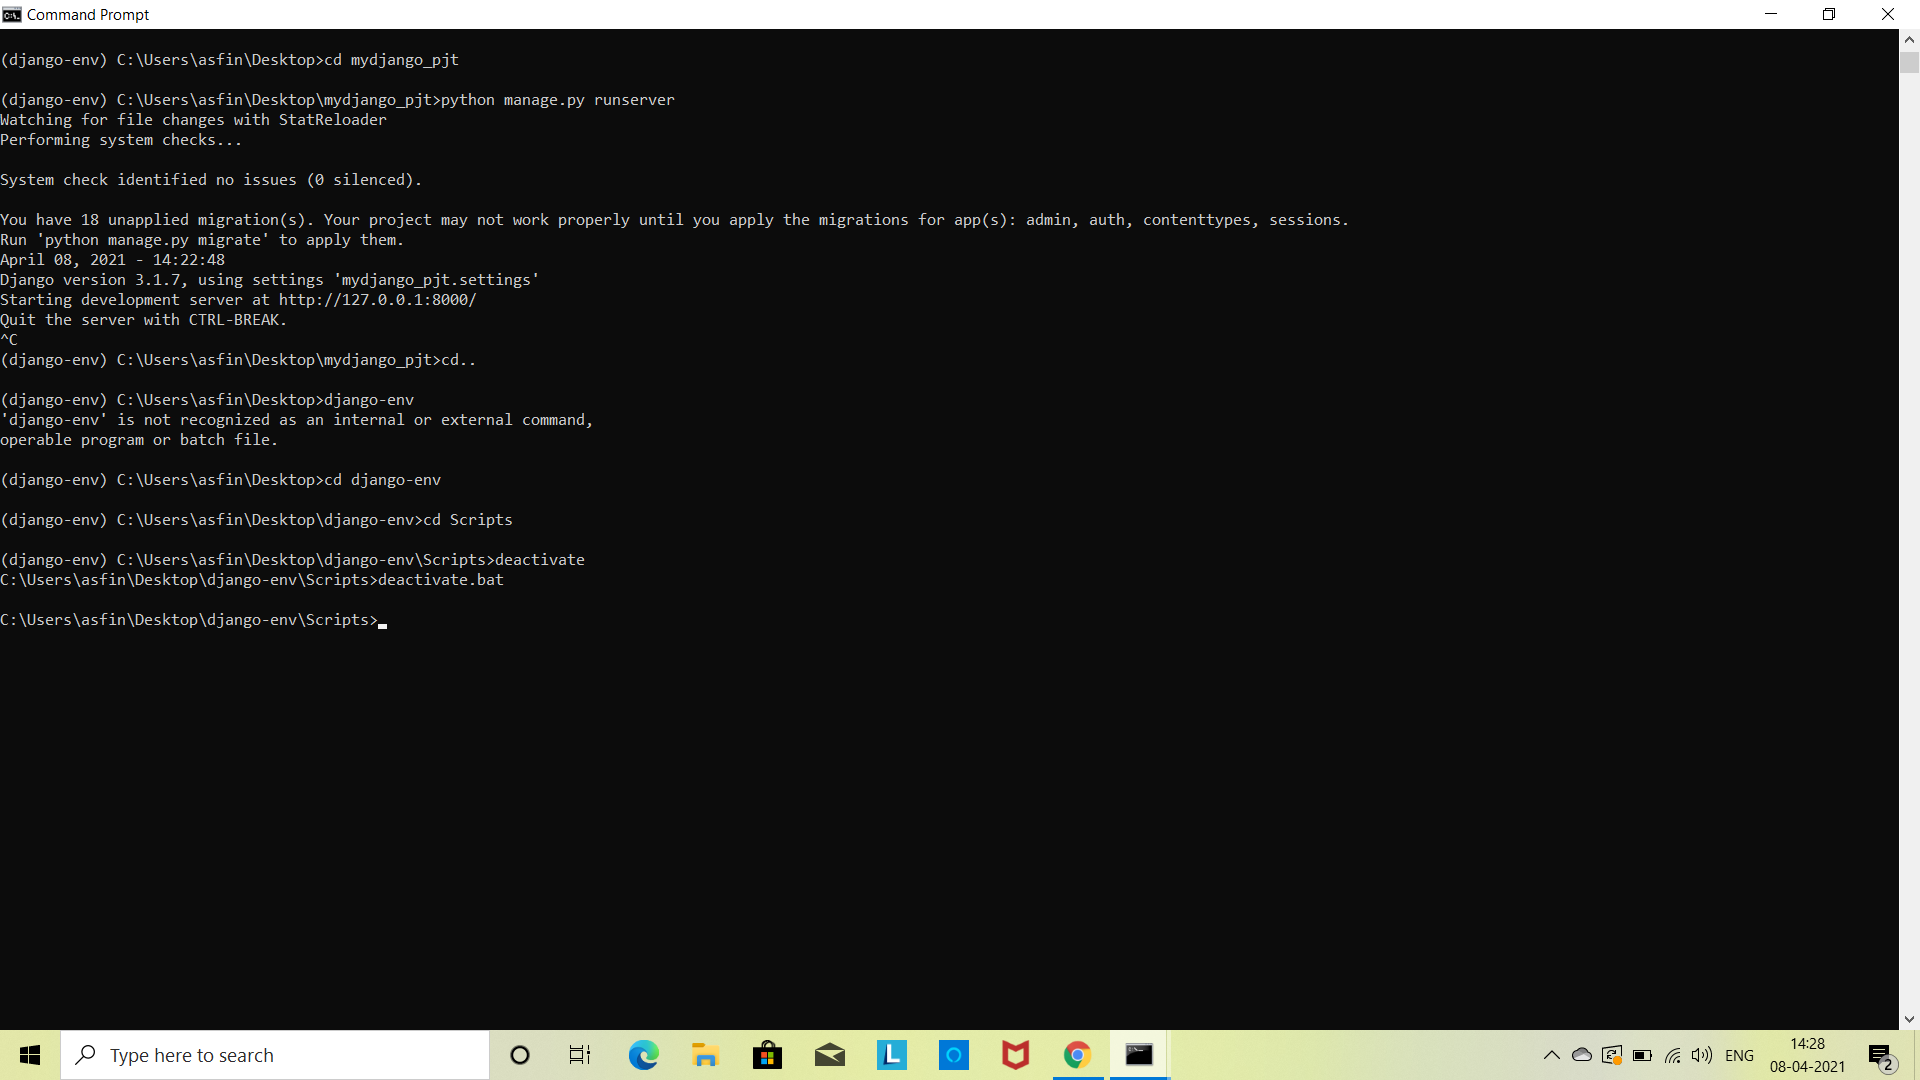 Command Prompt
(django-env) C:\Users\asfin\Desktop>cd mydjango_pjt
(django-env) C:\Users\asfin\Desktop\mydjango_pjt>python manage.py runserver
Watching for file changes with StatReloader
Performing system checks...
System check identified no issues (0 silenced).
You have 18 unapplied migration(s). Your project may not work properly until you apply the migrations for app(s): admin, auth, contenttypes, sessions.
Run 'python manage.py migrate' to apply them.
April 08, 2021 - 14:22:48
Django version 3.1.7, using settings 'mydjango_pjt.settings'
Starting development server at http://127.0.0.1:8000/
Quit the server with CTRL-BREAK.
^C
(django-env) C:\Users\asfin\Desktop\mydjango_pjt>cd..
(django-env) C:\Users\asfin\Desktop>django-env
'django-env' is not recognized as an internal or external command,
operable program or batch file.
(django-env) C:\Users\asfin\Desktop>cd django-env
(django-env) C:\Users\asfin\Desktop\django-env>cd Scripts
(django-env) C:\Users\asfin\Desktop\django-env\Scripts>deactivate
C:\Users\asfin\Desktop\django-env\Scripts>deactivate.bat
C:\Users\asfin\Desktop\django-env\Scripts>
Type here to search
L
ENG
14:28
08-04-2021
2